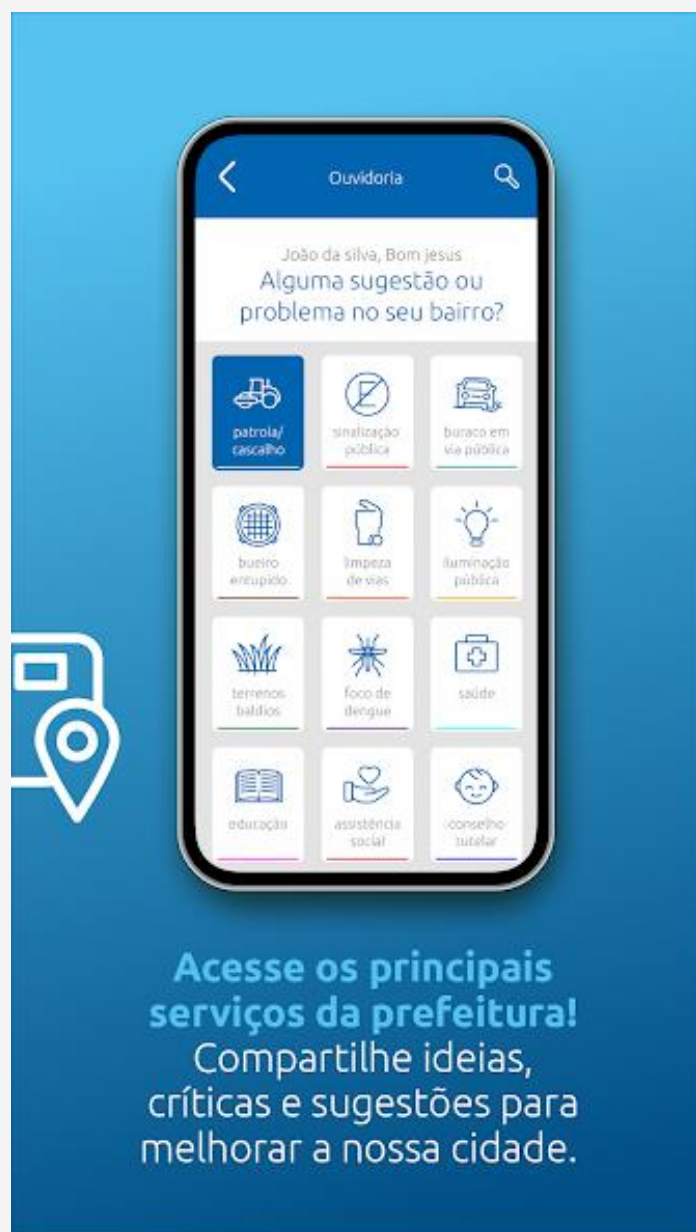 Ouvidoria
João da silva, Bom jesus
Alguma sugestão ou
problema no seu bairro?
patrola/
cascalho
sinalização
pública
buraco em
via pública
bueiro
entupido
limpeza
de vias
iluminação
pública
terrenos
baldios
foco de
dengue
saúde
educação
assistência
social
conselho
tutelar
Acesse os principais
serviços da prefeitura!
Compartilhe ideias,
críticas e sugestões para
melhorar a nossa cidade.